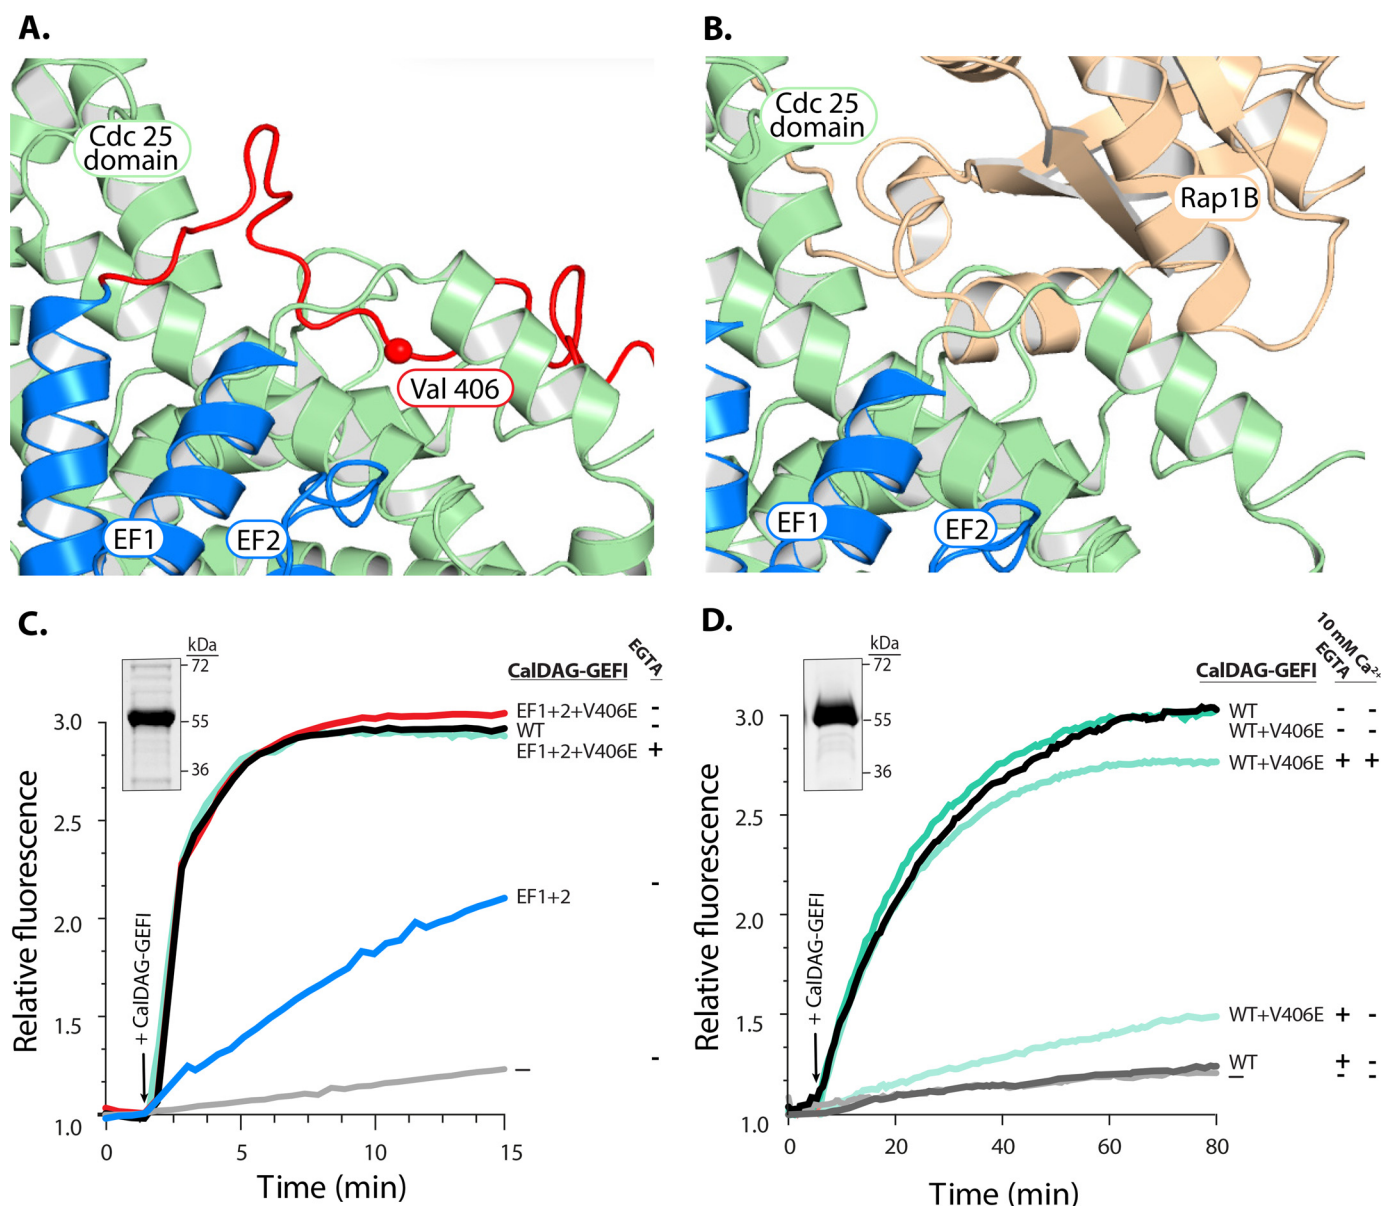 A.
Cdc 25
domain
Val 406
EF1
EF2
B.
Cdc 25
domain
Rap1B
EF1
EF2
C.
kDa
72
55
36
CalDAG-GEFI
EGTA
EF1+2+V406E -
WT -
EF1+2+V406E +
EF1+2 -
— -
3.0
2.5
2.0
1.5
1.0
Relative fluorescence
+ CalDAG-GEFI
0 5 10 15
Time (min)
D.
kDa
72
55
36
CalDAG-GEFI
EGTA
10 mM Ca²⁺
WT - -
WT+V406E - -
WT+V406E + +
WT+V406E + -
WT + -
— - -
3.0
2.5
2.0
1.5
1.0
Relative fluorescence
+ CalDAG-GEFI
0 20 40 60 80
Time (min)